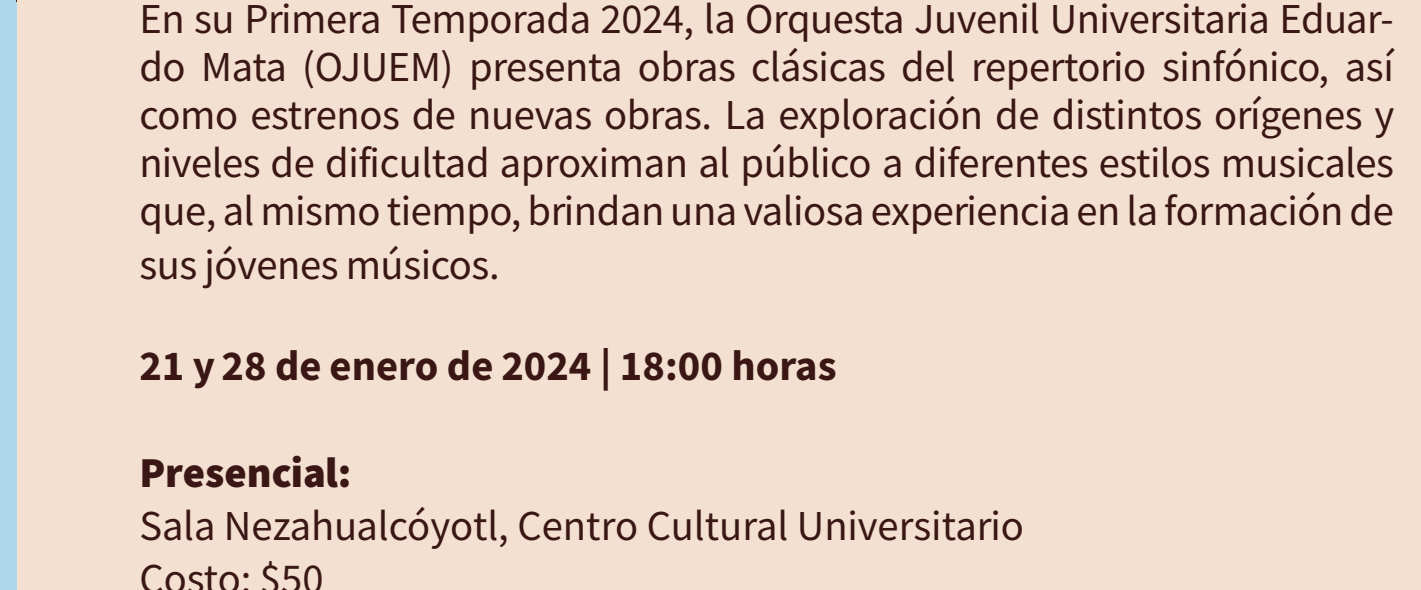 En su Primera Temporada 2024, la Orquesta Juvenil Universitaria Eduar-
do Mata (OJUEM) presenta obras clásicas del repertorio sinfónico, así
como estrenos de nuevas obras. La exploración de distintos orígenes y
niveles de dificultad aproximan al público a diferentes estilos musicales
que, al mismo tiempo, brindan una valiosa experiencia en la formación de
sus jóvenes músicos.
21 y 28 de enero de 2024 | 18:00 horas
Presencial:
Sala Nezahualcóyotl, Centro Cultural Universitario
Costo: $50